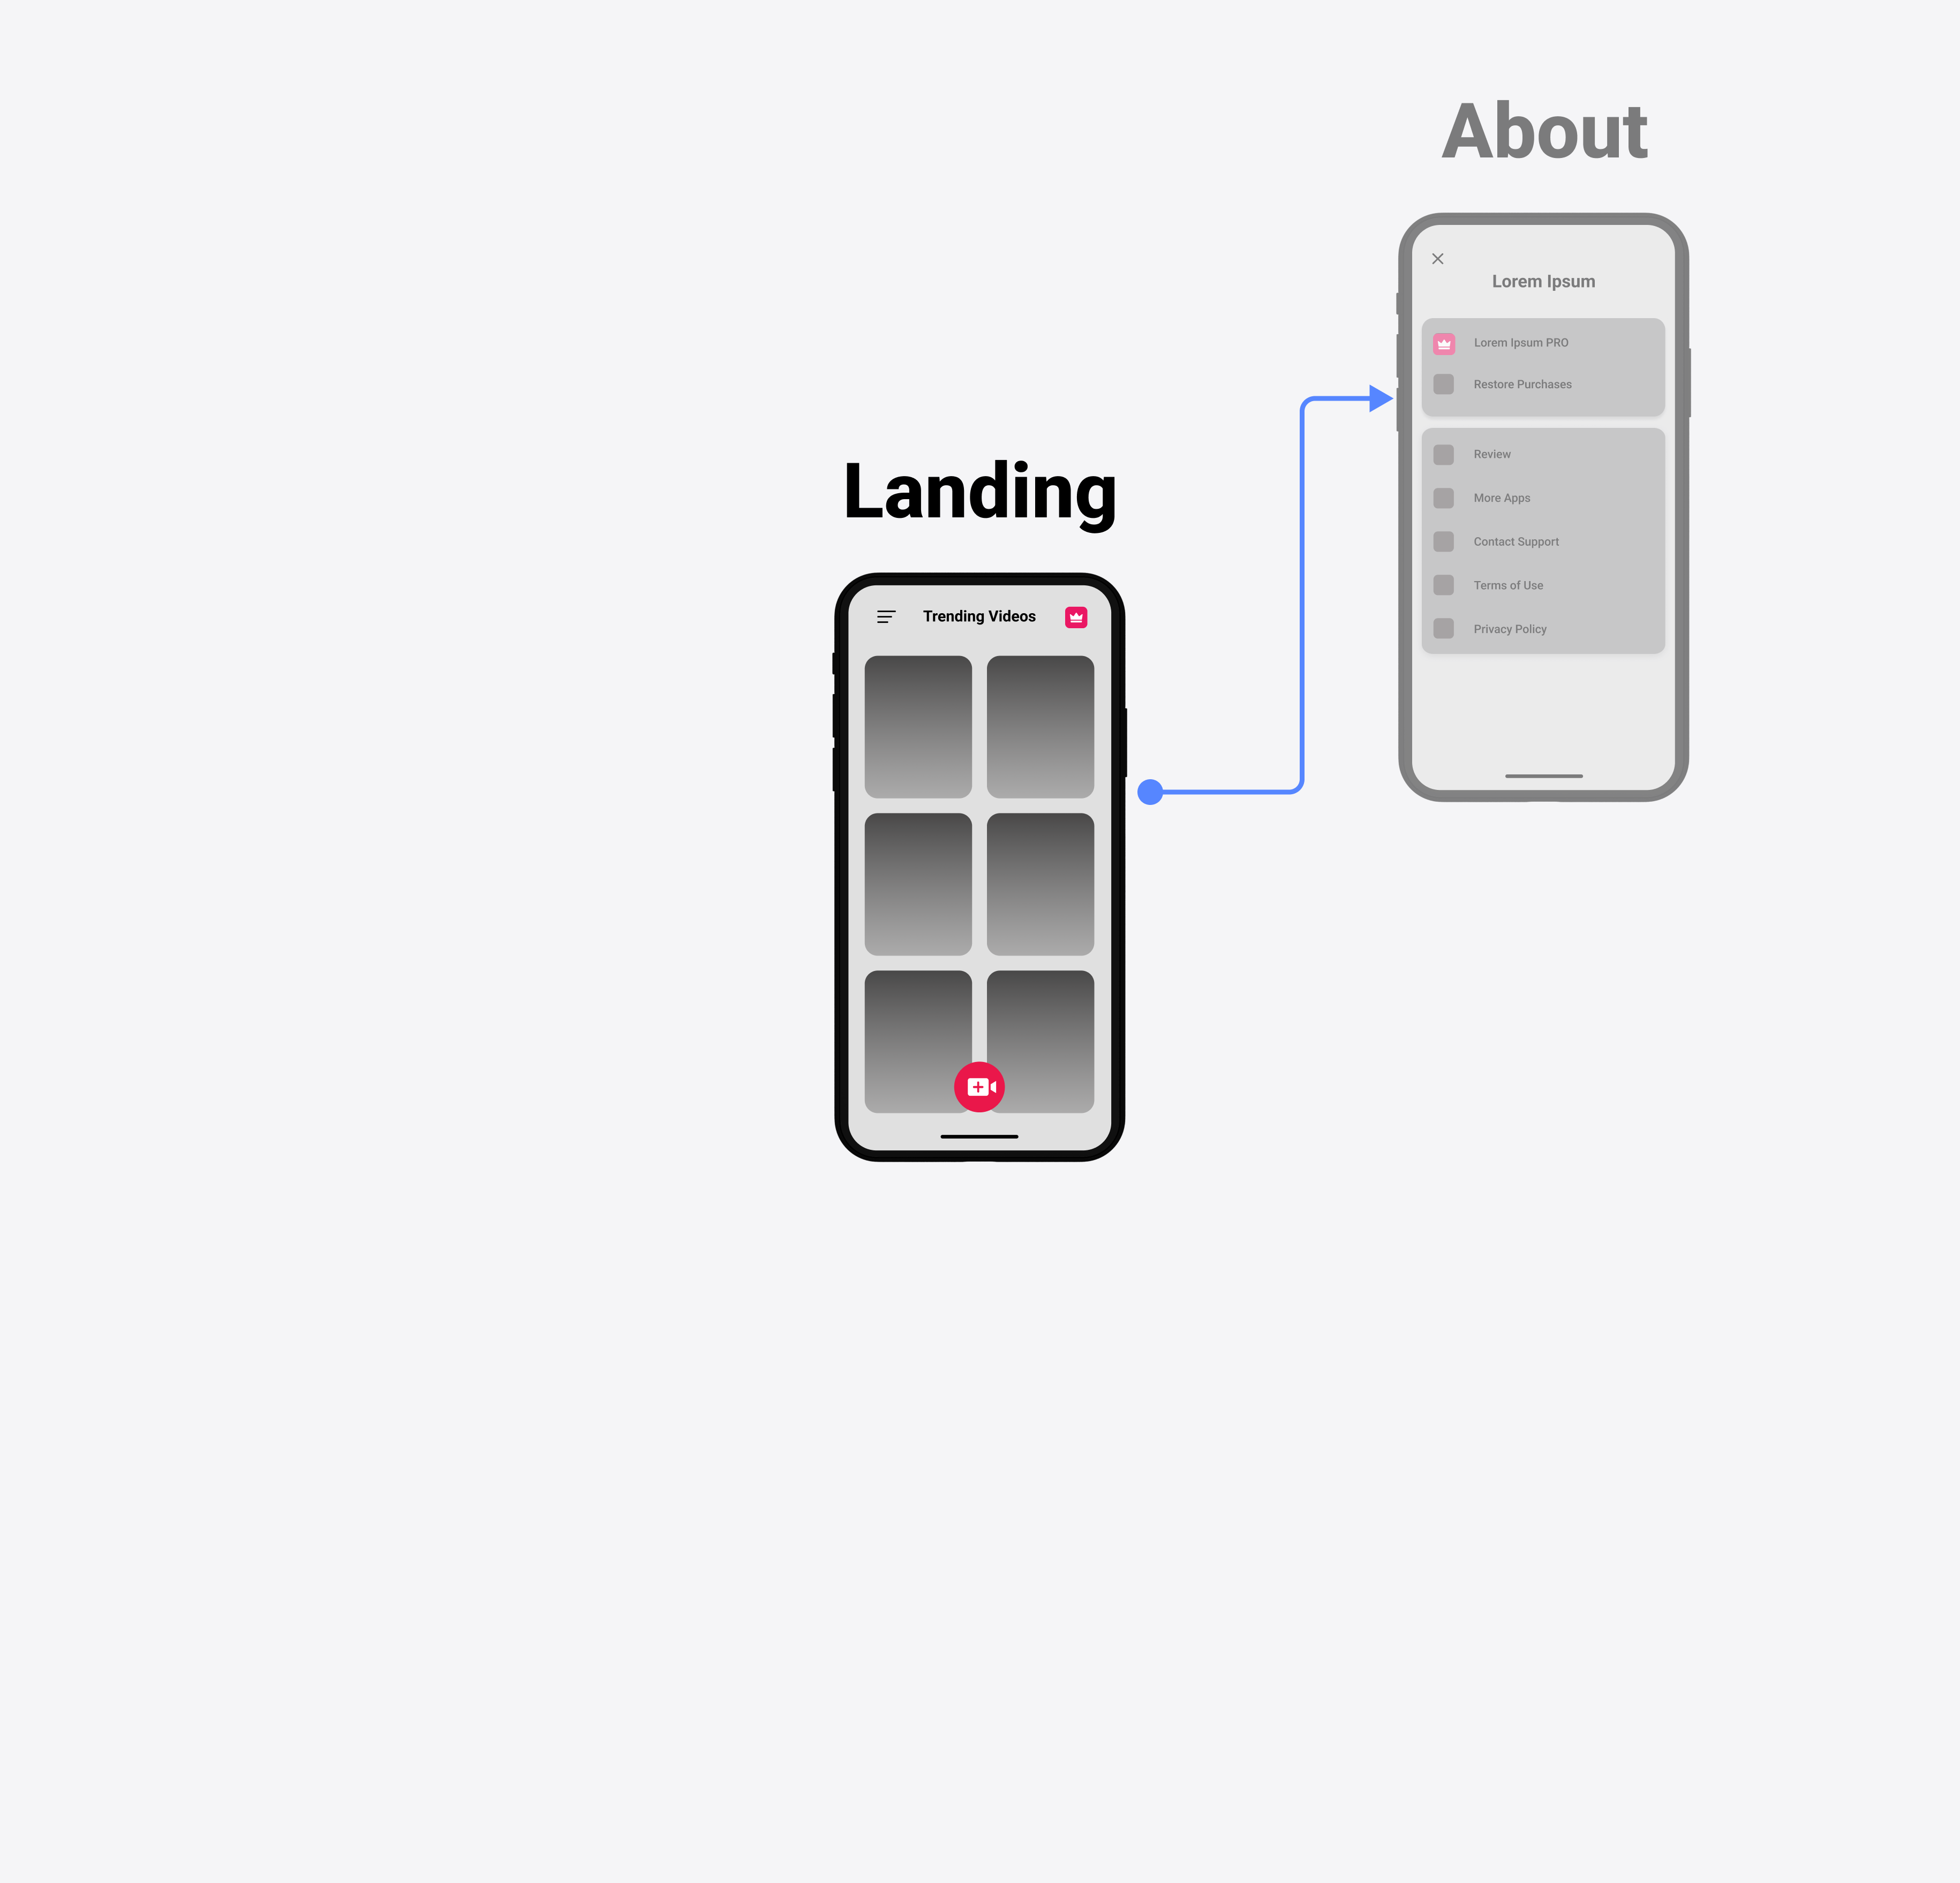 About
Lorem Ipsum
Lorem Ipsum PRO
Restore Purchases
Review
More Apps
Contact Support
Terms of Use
Privacy Policy
Landing
Trending Videos